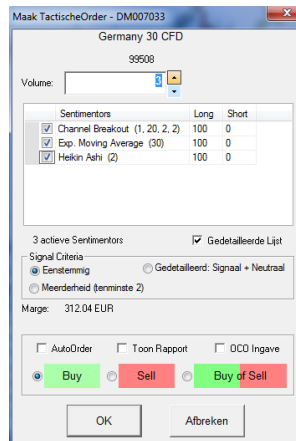 Maak TactischeOrder - DM007033
Germany 30 CFD
99508
Volume: 3
Sentimentors Long Short
Channel Breakout (1, 20, 2, 2) 100 0
Exp. Moving Average (30) 100 0
Heikin Ashi (2) 100 0
3 actieve Sentimentors Gedetailleerde Lijst
Signal Criteria
Eenstemmig Gedetailleerd: Signaal + Neutraal
Meerderheid (tenminste 2)
Marge: 312.04 EUR
AutoOrder Toon Rapport OCO Ingave
Buy Sell Buy of Sell
OK Afbreken